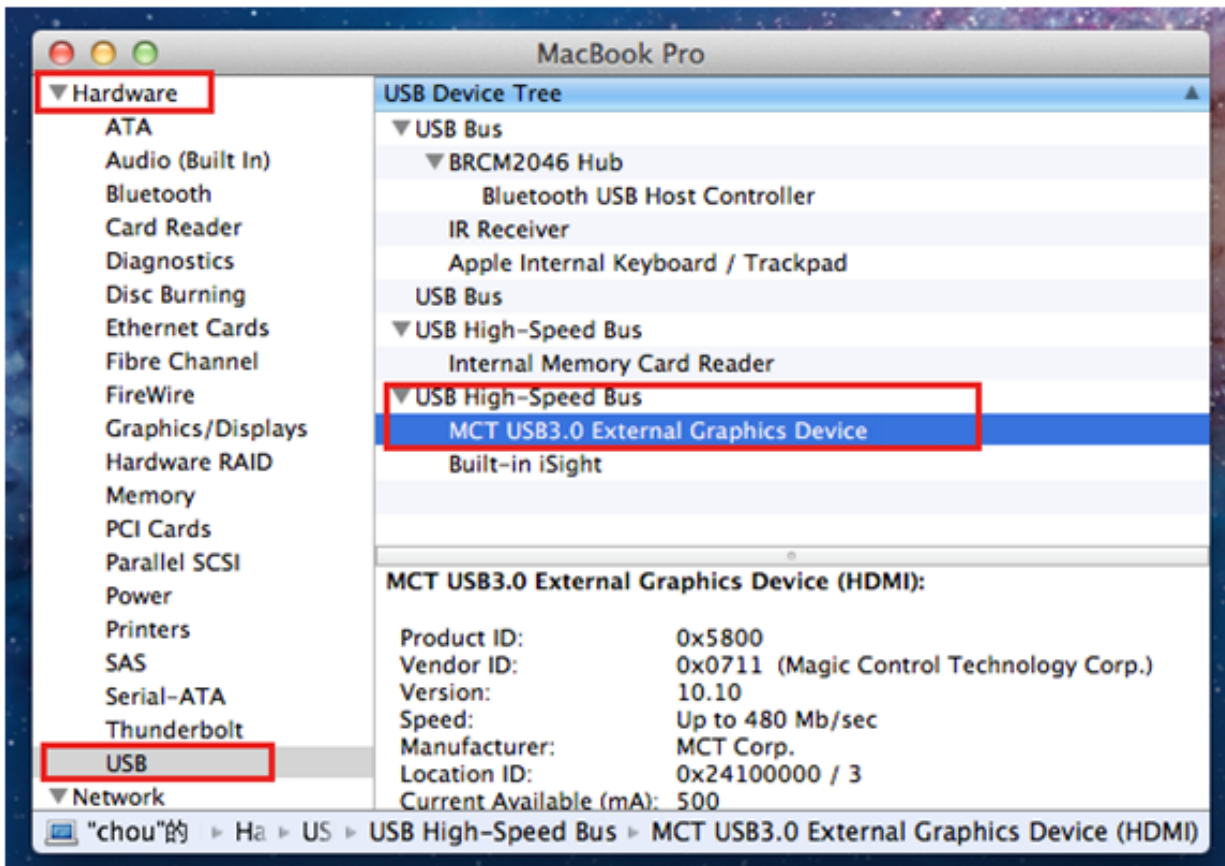 MacBook Pro
Hardware
ATA
Audio (Built In)
Bluetooth
Card Reader
Diagnostics
Disc Burning
Ethernet Cards
Fibre Channel
FireWire
Graphics/Displays
Hardware RAID
Memory
PCI Cards
Parallel SCSI
Power
Printers
SAS
Serial-ATA
Thunderbolt
USB
Network
USB Device Tree
USB Bus
BRCM2046 Hub
Bluetooth USB Host Controller
IR Receiver
Apple Internal Keyboard / Trackpad
USB Bus
USB High-Speed Bus
Internal Memory Card Reader
USB High-Speed Bus
MCT USB3.0 External Graphics Device
Built-in iSight
MCT USB3.0 External Graphics Device (HDMI):
Product ID: 0x5800
Vendor ID: 0x0711 (Magic Control Technology Corp.)
Version: 10.10
Speed: Up to 480 Mb/sec
Manufacturer: MCT Corp.
Location ID: 0x24100000 / 3
Current Available (mA): 500
"chou"的 ▸ Ha ▸ US ▸ USB High-Speed Bus ▸ MCT USB3.0 External Graphics Device (HDMI)